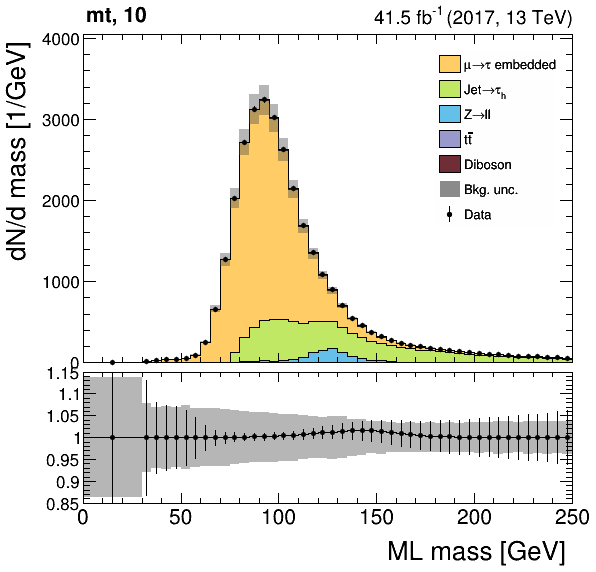 mt, 10
41.5 fb⁻¹ (2017, 13 TeV)
dN/d mass [1/GeV]
4000
3000
2000
1000
0
μ→τ embedded
Jet→τₕ
Z→ll
tt̅
Diboson
Bkg. unc.
Data
1.15
1.1
1.05
1
0.95
0.9
0.85
0 50 100 150 200 250
ML mass [GeV]